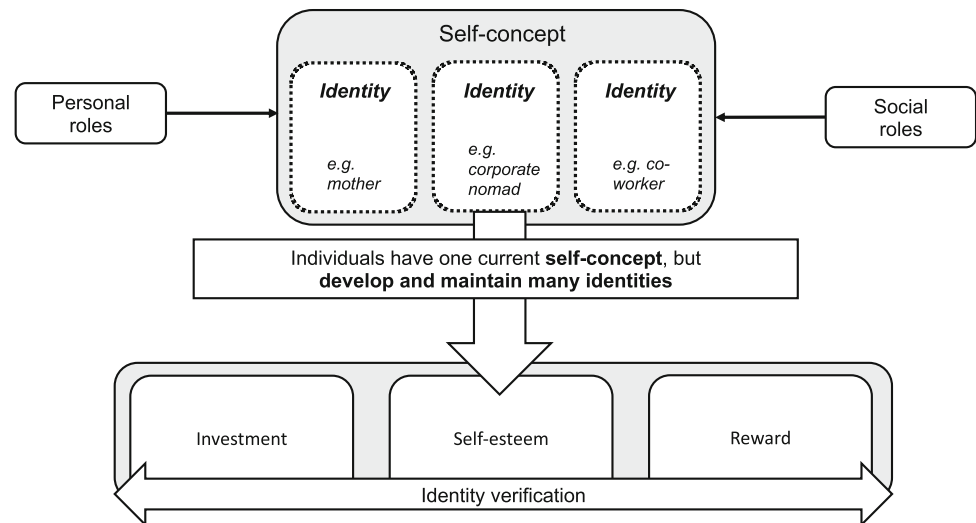 Self-concept
Personal
roles
Identity
e.g.
mother
Identity
e.g.
corporate
nomad
Identity
e.g. co-
worker
Social
roles
Individuals have one current self-concept, but
develop and maintain many identities
Investment
Self-esteem
Reward
Identity verification